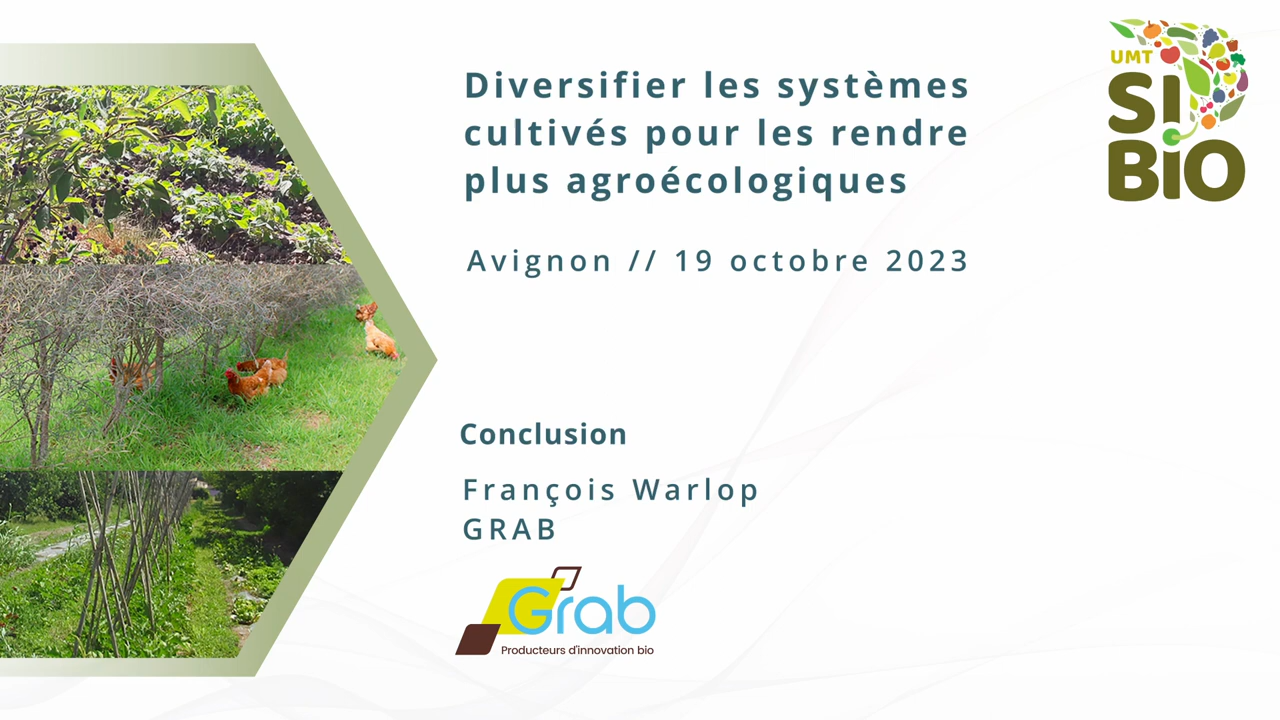 Diversifier les systèmes
cultivés pour les rendre
plus agroécologiques
Avignon // 19 octobre 2023
UMT
SI
BIO
Conclusion
François Warlop
GRAB
Grab
Producteurs d'innovation bio